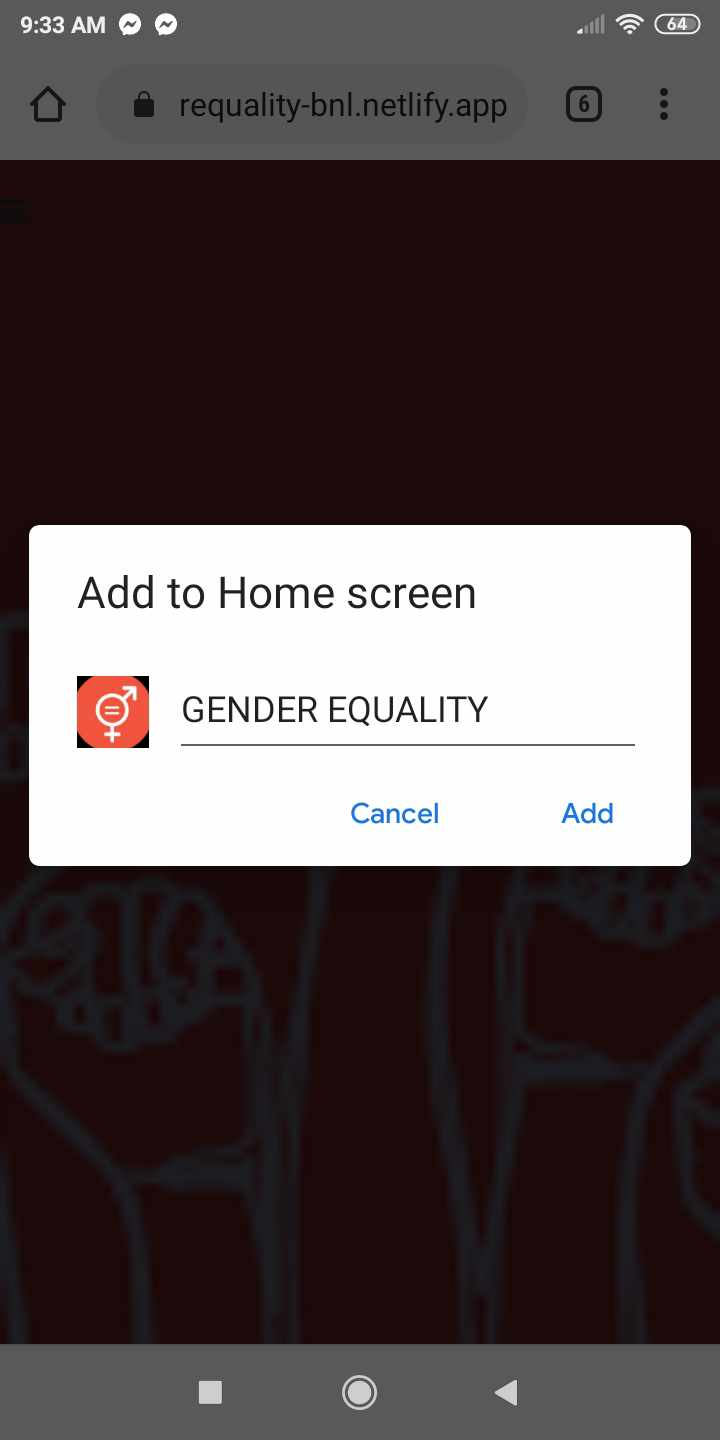 9:33 AM
64
requality-bnl.netlify.app
6
Add to Home screen
GENDER EQUALITY
Cancel
Add